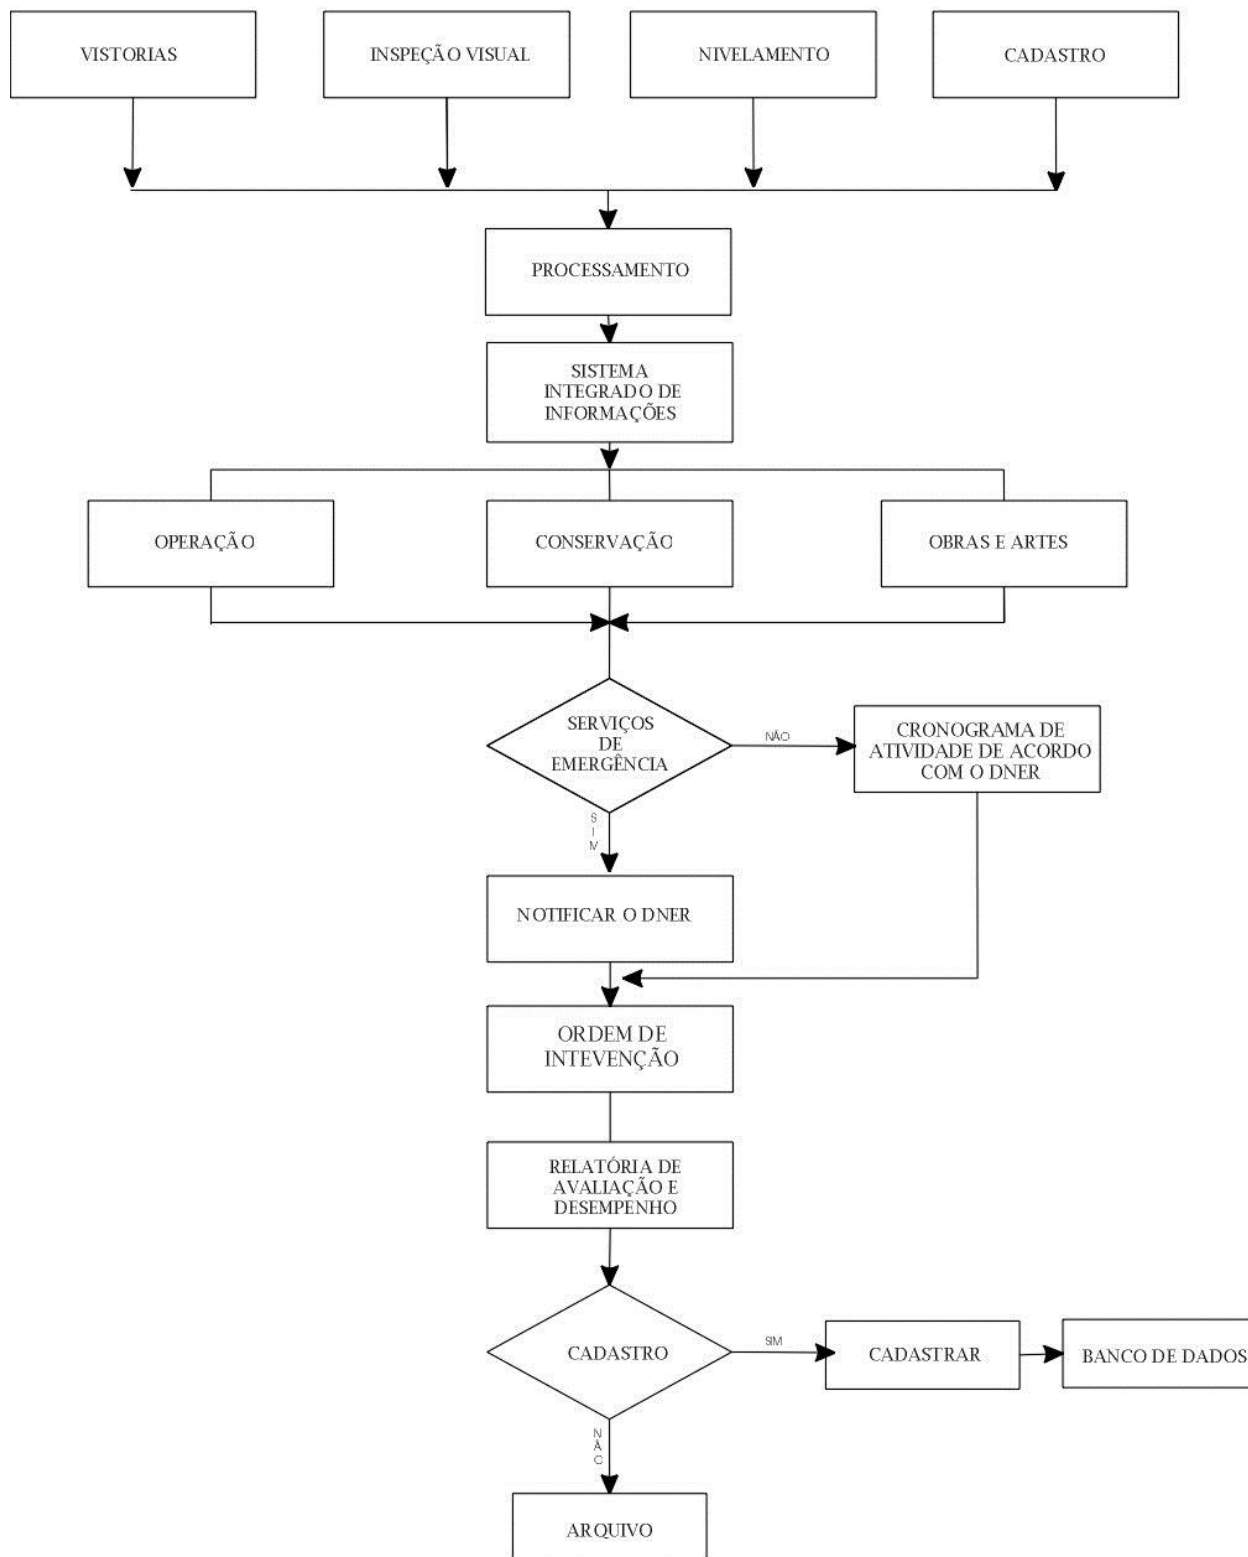 VISTORIAS
INSPEÇÃO VISUAL
NIVELAMENTO
CADASTRO
PROCESSAMENTO
SISTEMA
INTEGRADO DE
INFORMAÇÕES
OPERAÇÃO
CONSERVAÇÃO
OBRAS E ARTES
SERVIÇOS
DE
EMERGÊNCIA
NÃO
CRONOGRAMA DE
ATIVIDADE DE ACORDO
COM O DNER
SIM
NOTIFICAR O DNER
ORDEM DE
INTEVENÇÃO
RELATÓRIA DE
AVALIAÇÃO E
DESEMPENHO
CADASTRO
SIM
CADASTRAR
BANCO DE DADOS
NÃO
ARQUIVO